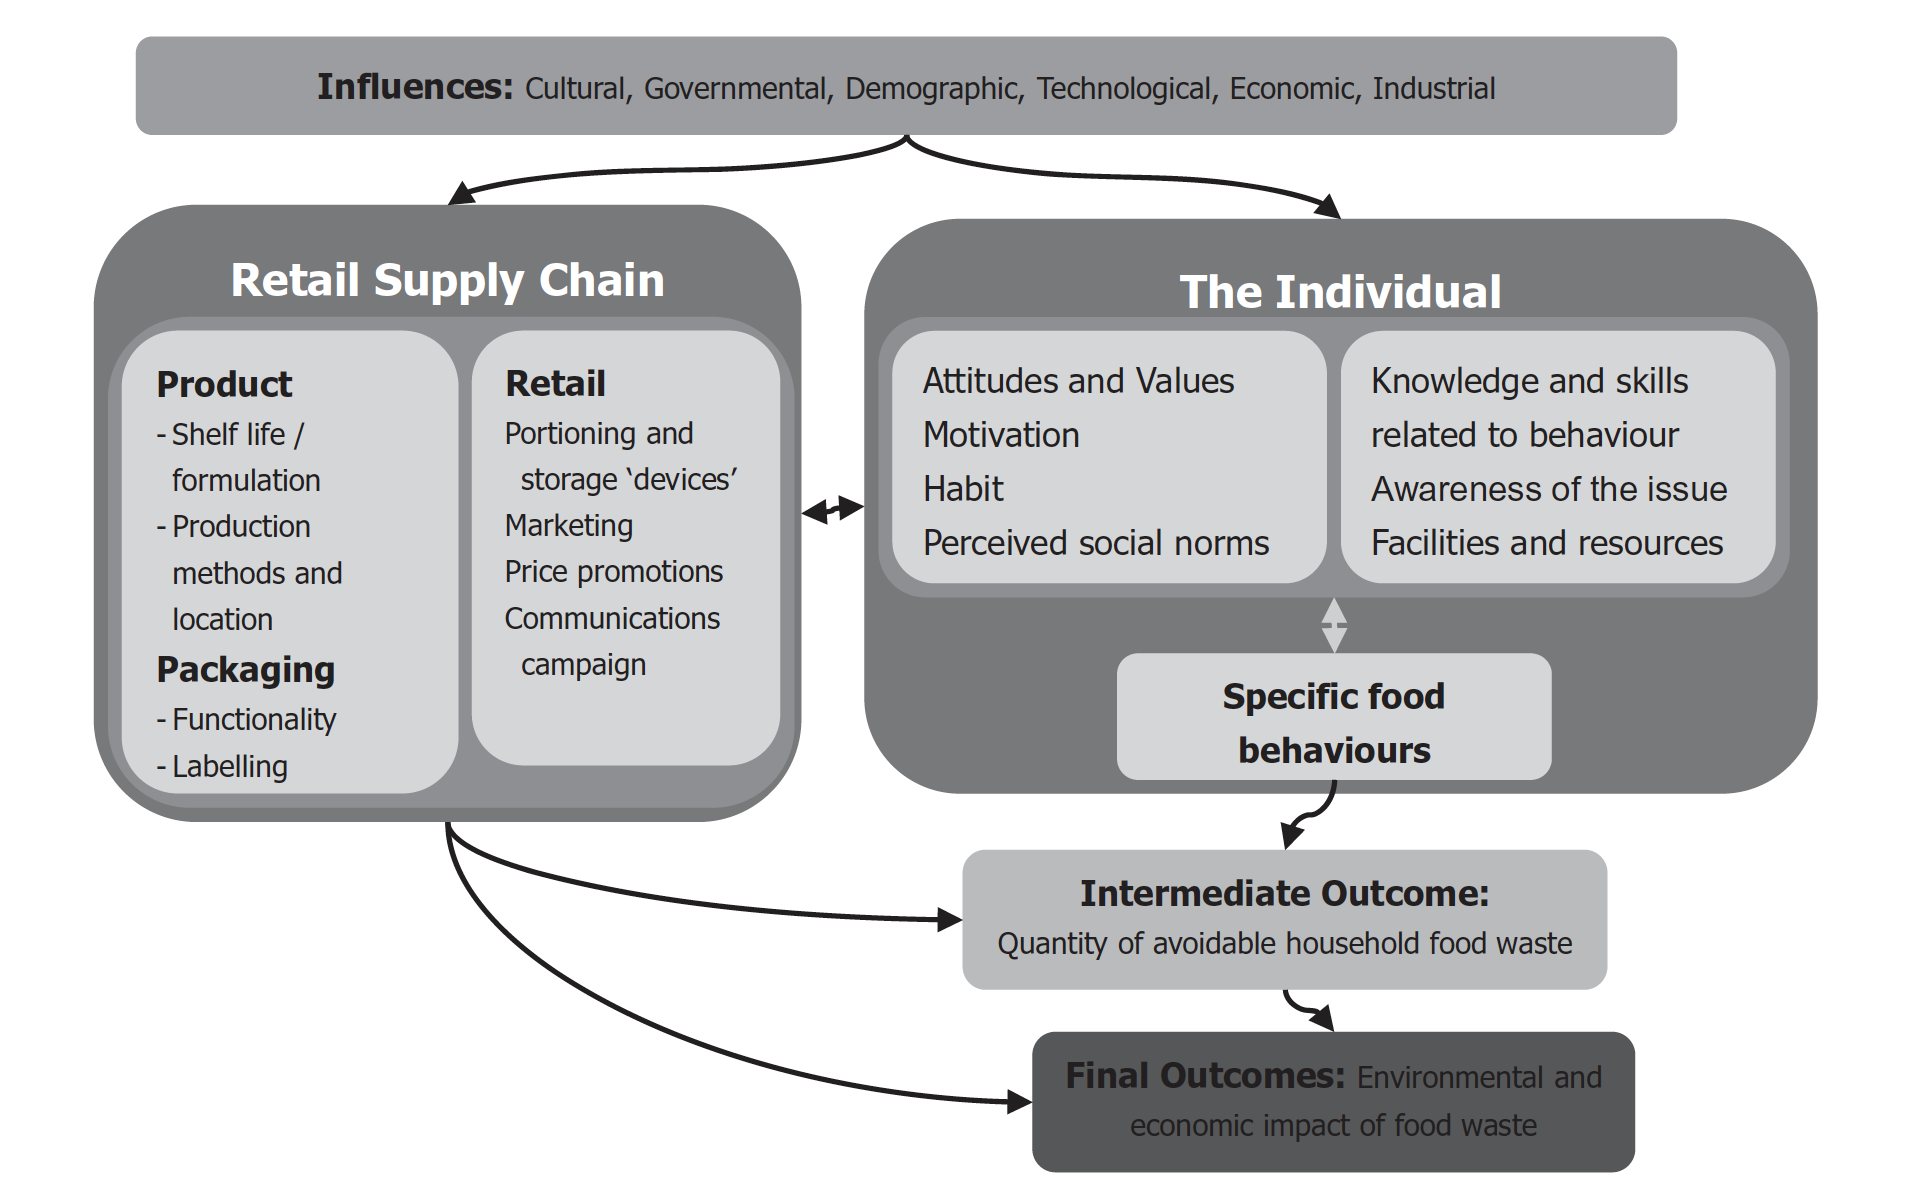 Influences: Cultural, Governmental, Demographic, Technological, Economic, Industrial
Retail Supply Chain
Product
- Shelf life /
formulation
- Production
methods and
location
Packaging
- Functionality
- Labelling
Retail
Portioning and
storage ‘devices’
Marketing
Price promotions
Communications
campaign
The Individual
Attitudes and Values
Motivation
Habit
Perceived social norms
Knowledge and skills
related to behaviour
Awareness of the issue
Facilities and resources
Specific food
behaviours
Intermediate Outcome:
Quantity of avoidable household food waste
Final Outcomes: Environmental and
economic impact of food waste